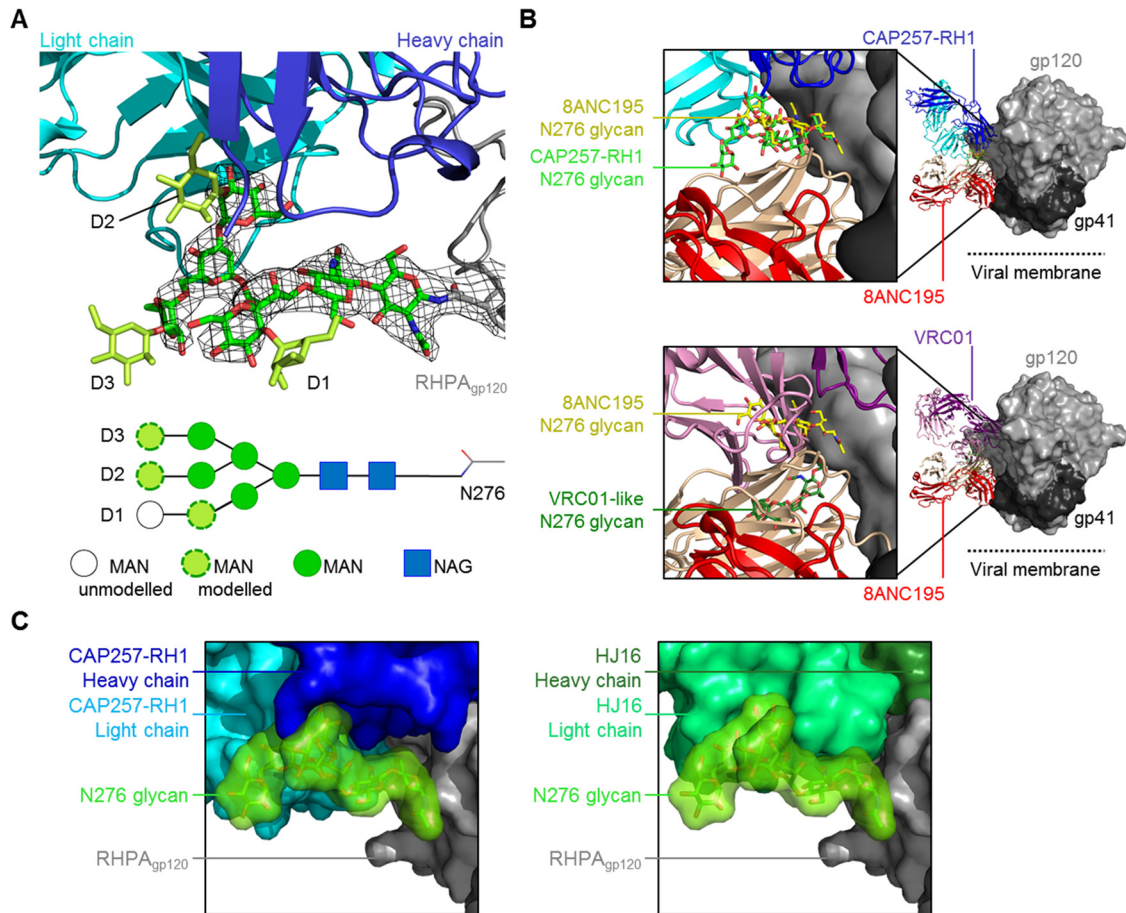 A
Light chain
Heavy chain
D2
D3
D1
RHPAgp120
D3
D2
D1
N276
MAN
unmodelled
MAN
modelled
MAN
NAG
B
CAP257-RH1
gp120
8ANC195
N276 glycan
CAP257-RH1
N276 glycan
gp41
Viral membrane
8ANC195
VRC01
gp120
8ANC195
N276 glycan
VRC01-like
N276 glycan
gp41
Viral membrane
8ANC195
C
CAP257-RH1
Heavy chain
CAP257-RH1
Light chain
N276 glycan
RHPAgp120
HJ16
Heavy chain
HJ16
Light chain
N276 glycan
RHPAgp120